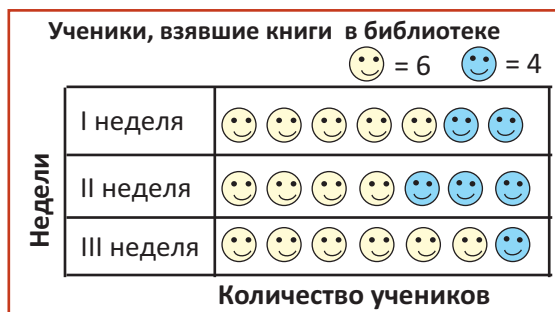 Ученики, взявшие книги в библиотеке
= 6 = 4
Недели
I неделя
II неделя
III неделя
Количество учеников